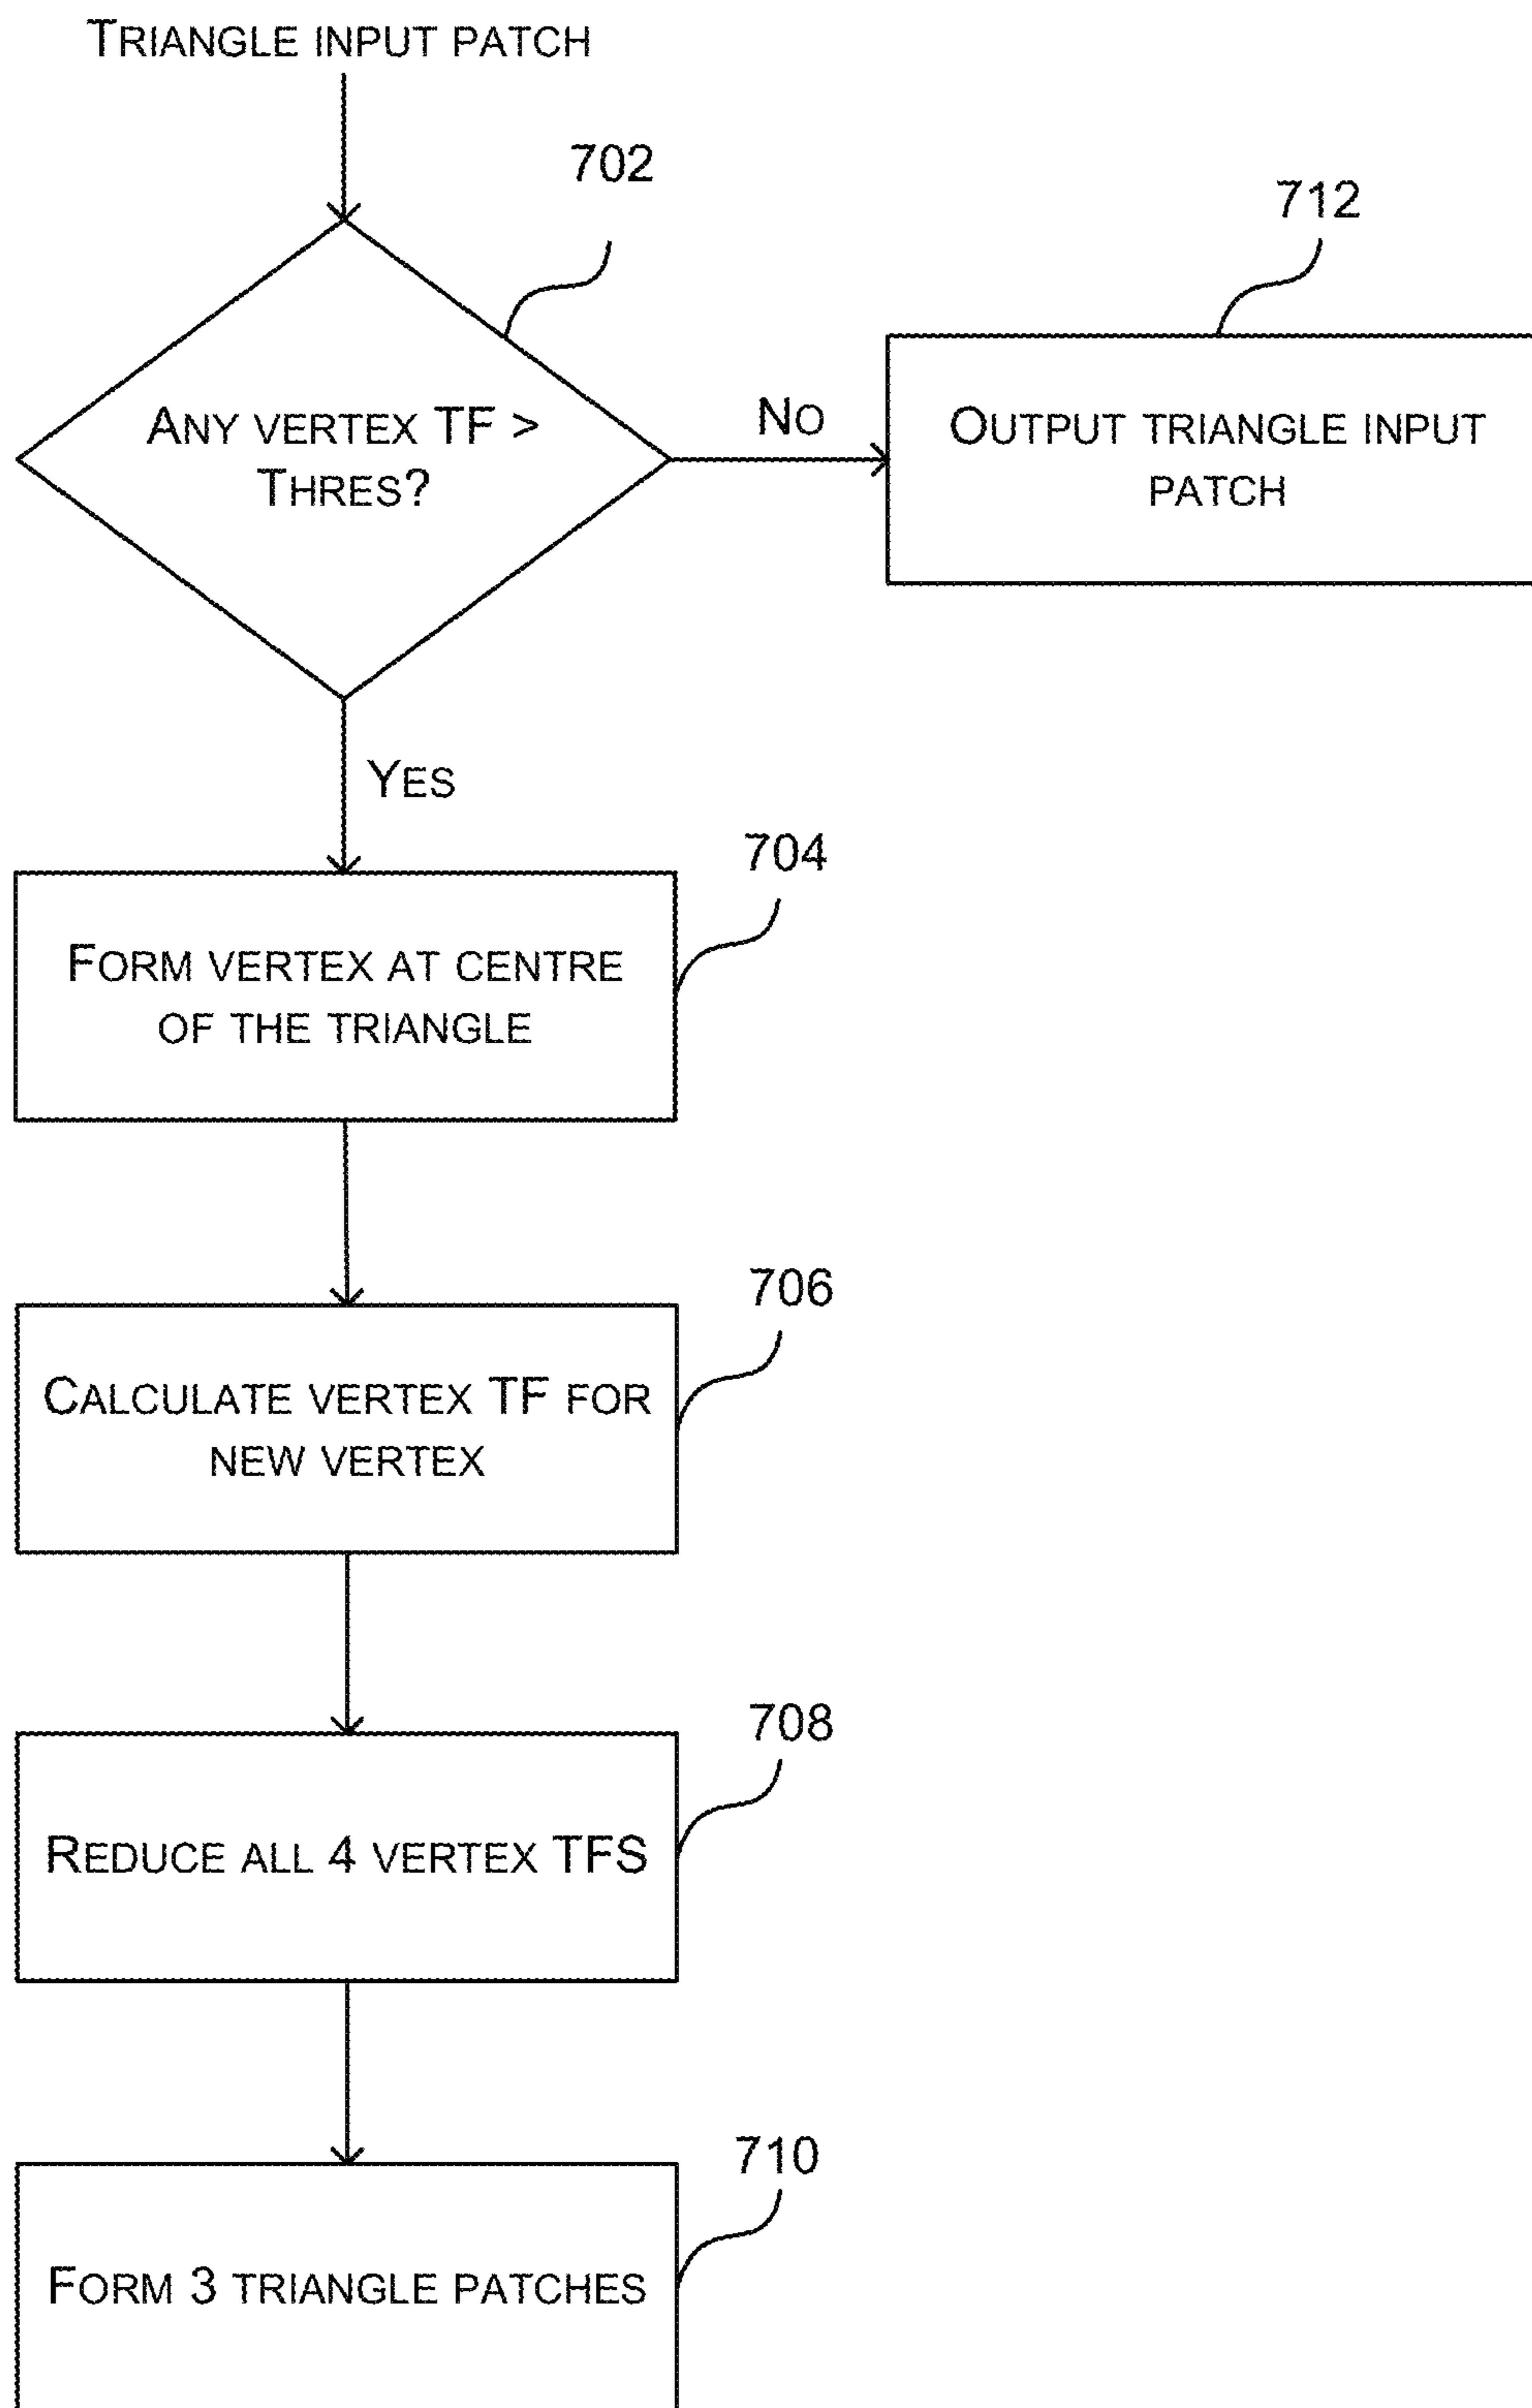 TRIANGLE INPUT PATCH
702
712
ANY VERTEX TF >
THRES?
NO
OUTPUT TRIANGLE INPUT
PATCH
YES
704
FORM VERTEX AT CENTRE
OF THE TRIANGLE
706
CALCULATE VERTEX TF FOR
NEW VERTEX
708
REDUCE ALL 4 VERTEX TFS
710
FORM 3 TRIANGLE PATCHES